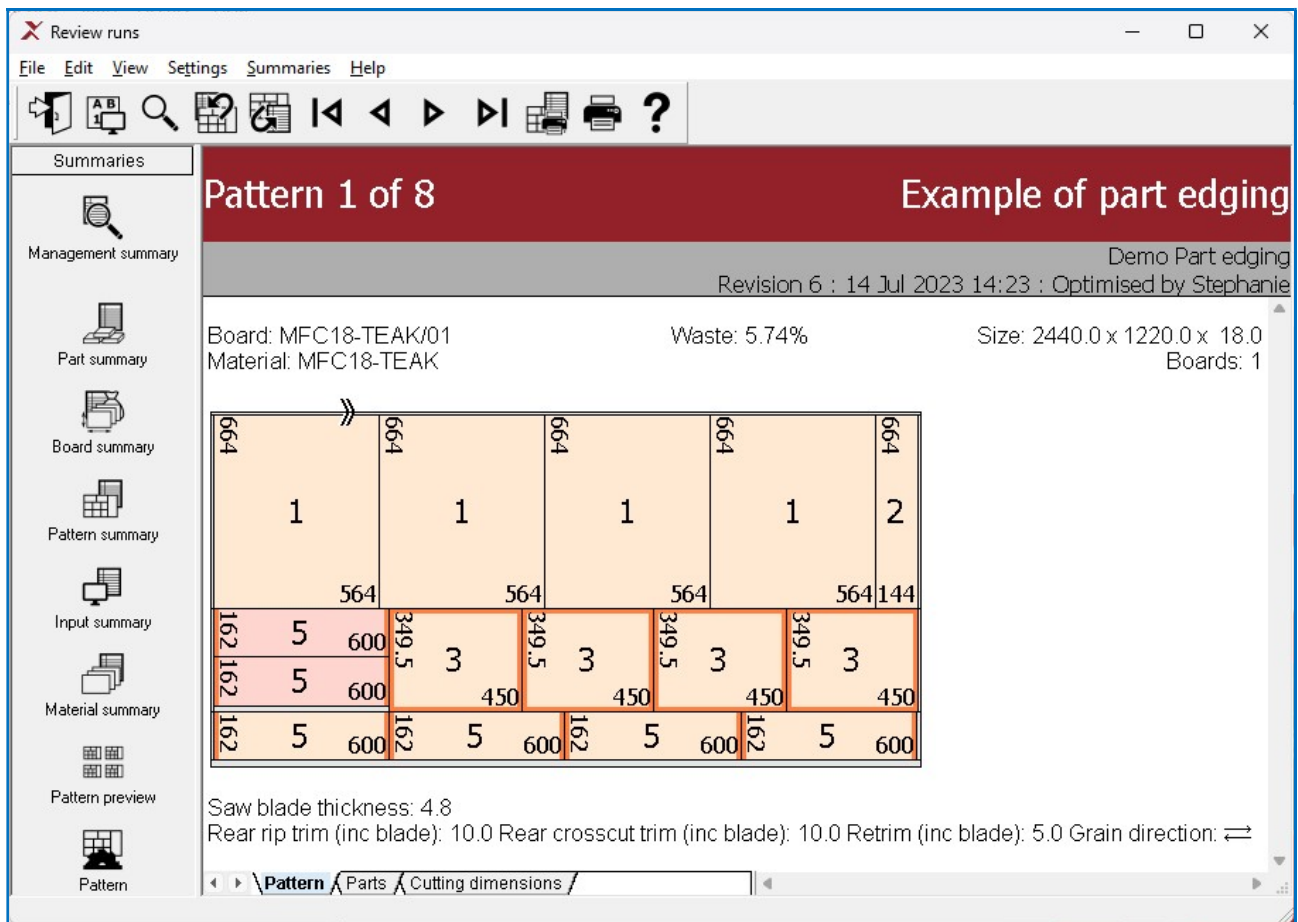 Review runs
File Edit View Settings Summaries Help
A B
1
?
Summaries
Management summary
Part summary
Board summary
Pattern summary
Input summary
Material summary
Pattern preview
Pattern
Pattern 1 of 8 Example of part edging
Demo Part edging
Revision 6 : 14 Jul 2023 14:23 : Optimised by Stephanie
Board: MFC18-TEAK/01 Waste: 5.74% Size: 2440.0 x 1220.0 x 18.0
Material: MFC18-TEAK Boards: 1
664 664 664 664 664
1 1 1 1 2
564 564 564 564 144
162 5 600 349.5 3 450 349.5 3 450 349.5 3 450 349.5 3 450
162 5 600
162 5 600 162 5 600 162 5 600 162 5 600
Saw blade thickness: 4.8
Rear rip trim (inc blade): 10.0 Rear crosscut trim (inc blade): 10.0 Retrim (inc blade): 5.0 Grain direction:
Pattern Parts Cutting dimensions